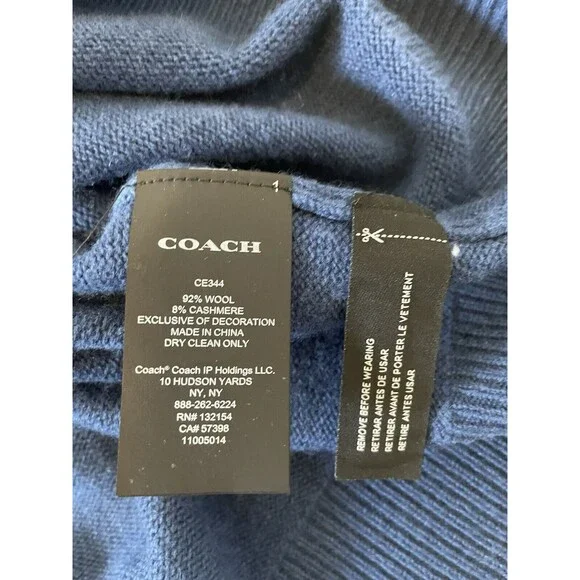 1
COACH
CE344
92% WOOL
8% CASHMERE
EXCLUSIVE OF DECORATION
MADE IN CHINA
DRY CLEAN ONLY
Coach® Coach IP Holdings LLC.
10 HUDSON YARDS
NY, NY
888-262-6224
RN# 132154
CA# 57398
11005014
REMOVE BEFORE WEARING
RETIRAR ANTES DE USAR
RETIRER AVANT DE PORTER LE VETEMENT
RETIRE ANTES USAR